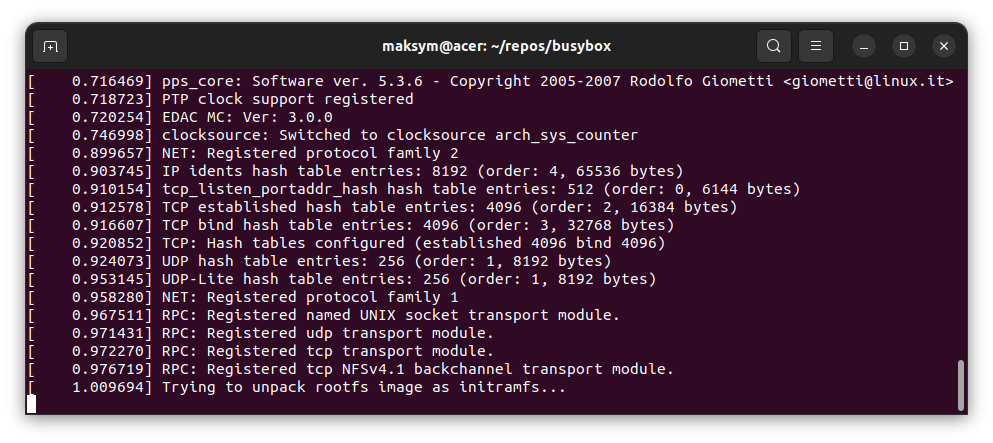 maksym@acer: ~/repos/busybox
[    0.716469] pps_core: Software ver. 5.3.6 - Copyright 2005-2007 Rodolfo Giometti <giometti@linux.it>
[    0.718723] PTP clock support registered
[    0.720254] EDAC MC: Ver: 3.0.0
[    0.746998] clocksource: Switched to clocksource arch_sys_counter
[    0.899657] NET: Registered protocol family 2
[    0.903745] IP idents hash table entries: 8192 (order: 4, 65536 bytes)
[    0.910154] tcp_listen_portaddr_hash hash table entries: 512 (order: 0, 6144 bytes)
[    0.912578] TCP established hash table entries: 4096 (order: 2, 16384 bytes)
[    0.916607] TCP bind hash table entries: 4096 (order: 3, 32768 bytes)
[    0.920852] TCP: Hash tables configured (established 4096 bind 4096)
[    0.924073] UDP hash table entries: 256 (order: 1, 8192 bytes)
[    0.953145] UDP-Lite hash table entries: 256 (order: 1, 8192 bytes)
[    0.958280] NET: Registered protocol family 1
[    0.967511] RPC: Registered named UNIX socket transport module.
[    0.971431] RPC: Registered udp transport module.
[    0.972270] RPC: Registered tcp transport module.
[    0.976719] RPC: Registered tcp NFSv4.1 backchannel transport module.
[    1.009694] Trying to unpack rootfs image as initramfs...